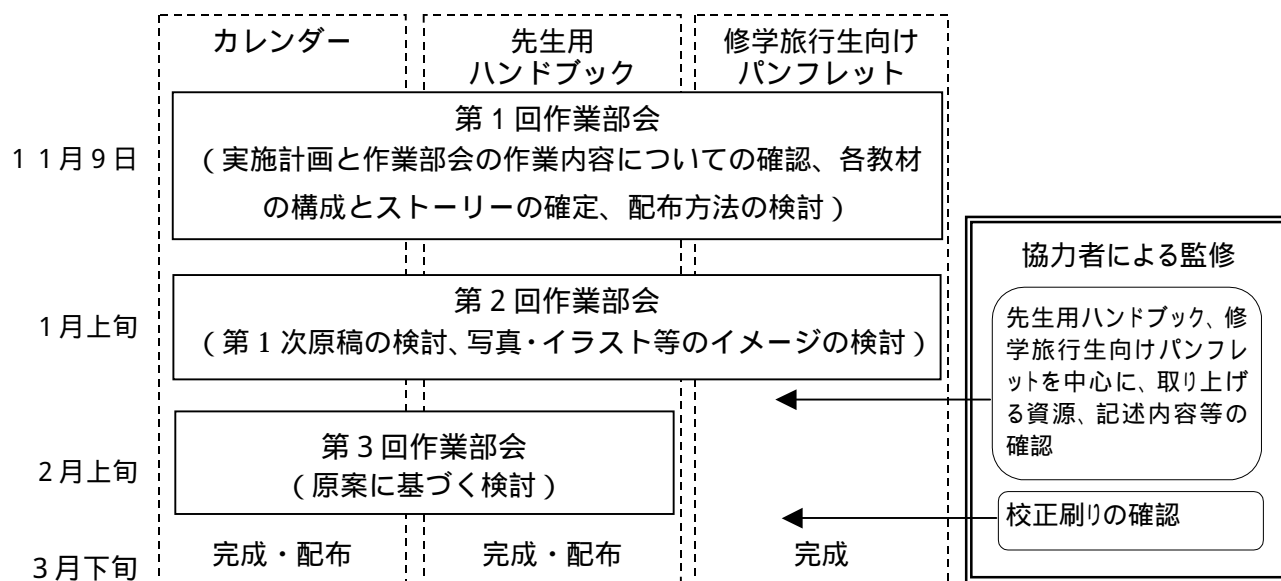 カレンダー
先生用
ハンドブック
修学旅行生向け
パンフレット
11月9日
第1回作業部会
(実施計画と作業部会の作業内容についての確認、各教材
の構成とストーリーの確定、配布方法の検討)
1月上旬
第2回作業部会
(第1次原稿の検討、写真・イラスト等のイメージの検討)
2月上旬
第3回作業部会
(原案に基づく検討)
3月下旬
完成・配布
完成・配布
完成
協力者による監修
先生用ハンドブック、修
学旅行生向けパンフレ
ットを中心に、取り上げ
る資源、記述内容等の
確認
校正刷りの確認